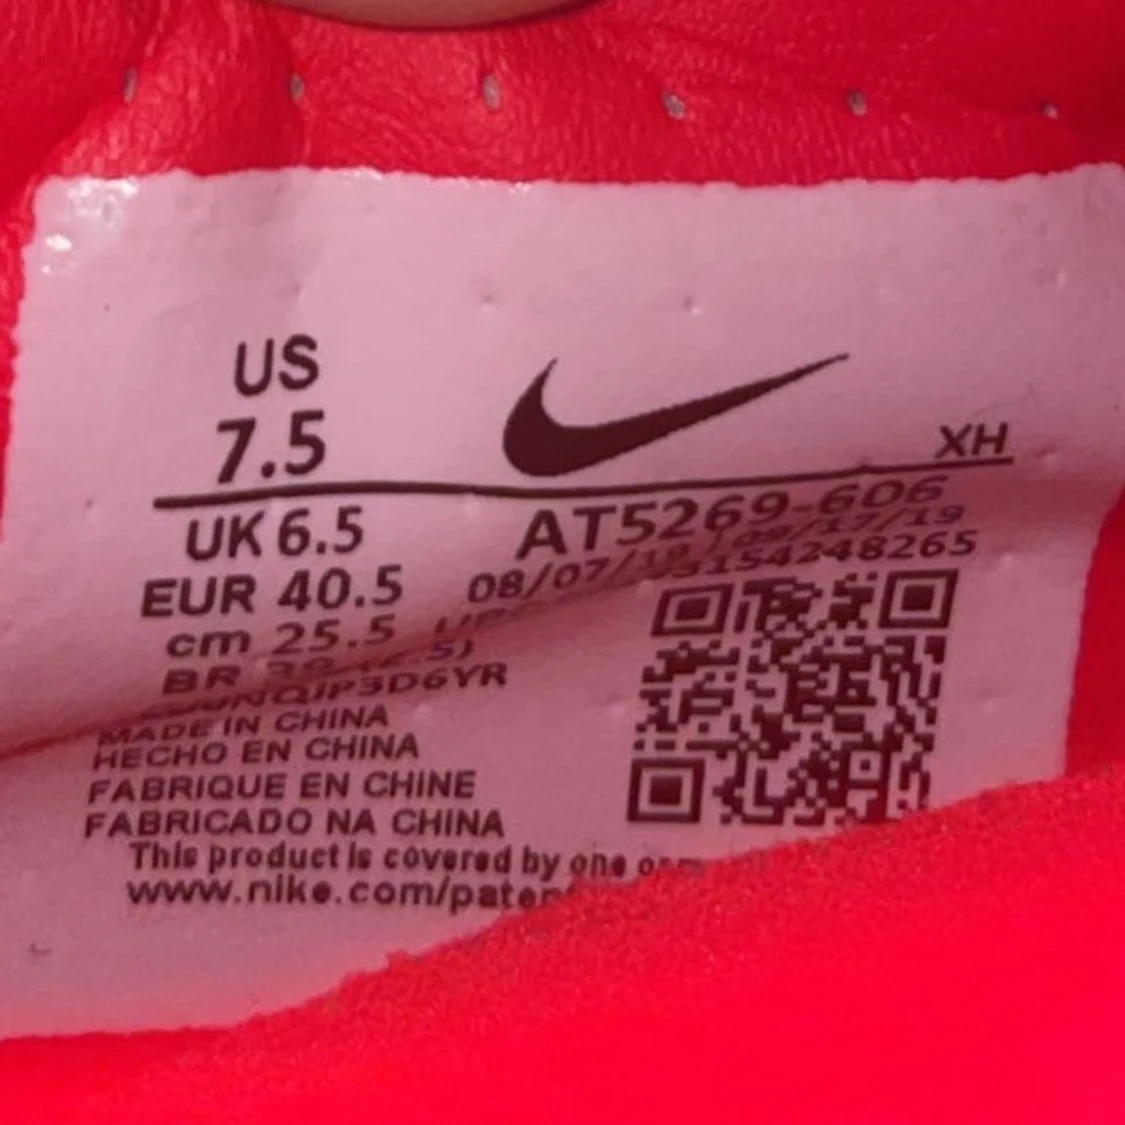 US
7.5
XH
UK 6.5
AT5269-606
EUR 40.5
cm 25.5
BR
MADE IN CHINA
HECHO EN CHINA
FABRIQUE EN CHINE
FABRICADO NA CHINA
This product is covered by one
www.nike.com/